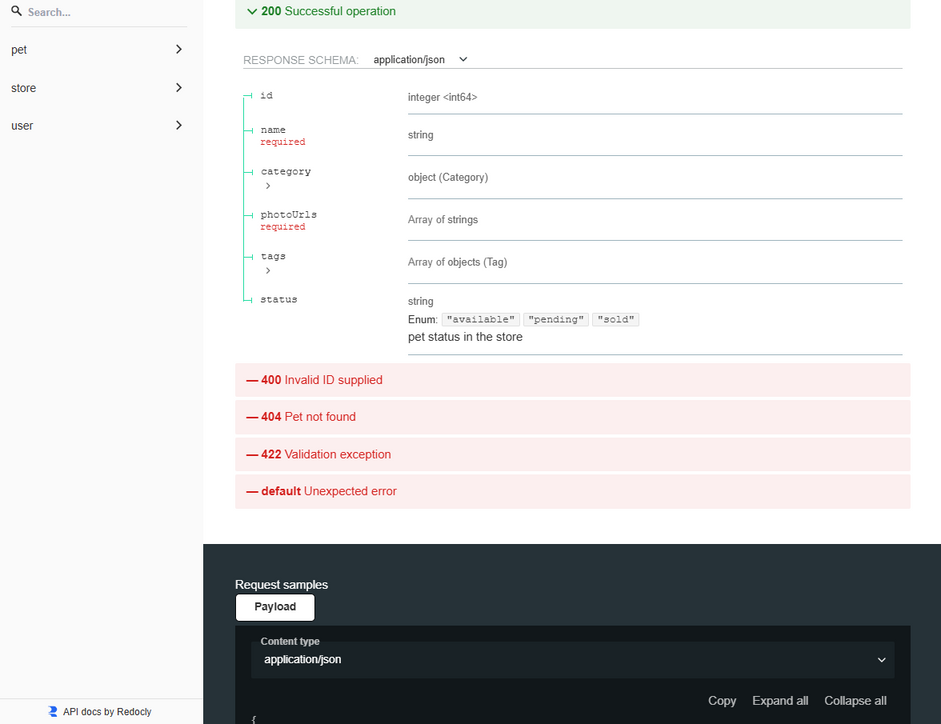 Search...
pet
store
user
API docs by Redocly
200 Successful operation
RESPONSE SCHEMA: application/json
id
integer <int64>
name
required
string
category
object (Category)
photoUrls
required
Array of strings
tags
Array of objects (Tag)
status
string
Enum: "available" "pending" "sold"
pet status in the store
— 400 Invalid ID supplied
— 404 Pet not found
— 422 Validation exception
— default Unexpected error
Request samples
Payload
Content type
application/json
Copy Expand all Collapse all
{